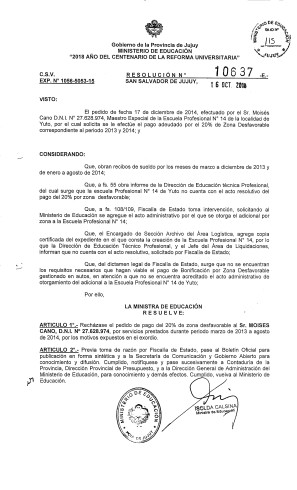 Gobierno de la Provincia de Jujuy
MINISTERIO DE EDUCACIÓN
"2018 AÑO DEL CENTENARIO DE LA REFORMA UNIVERSITARIA"
C.S.V.
RESOLUCIÓN N° 10637 -E.-
EXP. N° 1056-5053-15
SAN SALVADOR DE JUJUY, 16 OCT. 2018
115
VISTO:
El pedido de fecha 17 de diciembre de 2014, efectuado por el Sr. Moisés
Cano D.N.I. N° 27.628.974, Maestro Especial de la Escuela Profesional N° 14 de la localidad de
Yuto, por el cual solicita se le efectúe el pago adeudado por el 20% de Zona Desfavorable
correspondiente al período 2013 y 2014; y
CONSIDERANDO:
Que, obran recibos de sueldo por los meses de marzo a diciembre de 2013 y
de enero a agosto de 2014;
Que, a fs. 55 obra informe de la Dirección de Educación técnica Profesional,
del cual surge que la escuela Profesional N° 14 de Yuto no cuenta con el acto resolutivo del
pago del 20% por zona desfavorable;
Que, a fs. 108/109, Fiscalía de Estado toma intervención, solicitando al
Ministerio de Educación se agregue el acto administrativo por el que se otorga el adicional por
zona a la Escuela Profesional N° 14;
Que, el Encargado de Sección Archivo del Área Logística, agrega copia
certificada del expediente en el que consta la creación de la Escuela Profesional N° 14, por lo
que la Dirección de Educación Técnico Profesional, y el Jefe del Área de Liquidaciones,
informan que no cuentan con el acto resolutivo, solicitado por Fiscalía de Estado;
Que, del dictamen legal de Fiscalía de Estado, surge que no se encuentran
los requisitos necesarios que hagan viable el pago de Bonificación por Zona Desfavorable
gestionado en autos, en atención a que no se encuentra acreditado el acto administrativo de
otorgamiento del adicional a la Escuela Profesional N° 14 de Yuto;
Por ello,
LA MINISTRA DE EDUCACIÓN
RESUELVE:
ARTÍCULO 1°.- Recházase el pedido de pago del 20% de zona desfavorable al Sr. MOISES
CANO, D.N.I. N° 27.628.974, por servicios prestados durante período marzo de 2013 a agosto
de 2014, por los motivos expuestos en el exordio.
ARTÍCULO 2°.- Previa toma de razón por Fiscalía de Estado, pase al Boletín Oficial para
publicación en forma sintética y a la Secretaría de Comunicación y Gobierno Abierto para
conocimiento y difusión. Cumplido, notifíquese y pase sucesivamente a Contaduría de la
Provincia, Dirección Provincial de Presupuesto, y a la Dirección General de Administración del
Ministerio de Educación, para conocimiento y demás efectos. Cumplido, vuelva al Ministerio de
Educación.
MINISTERIO DE EDUCACIÓN
ISOLDA CALSINA